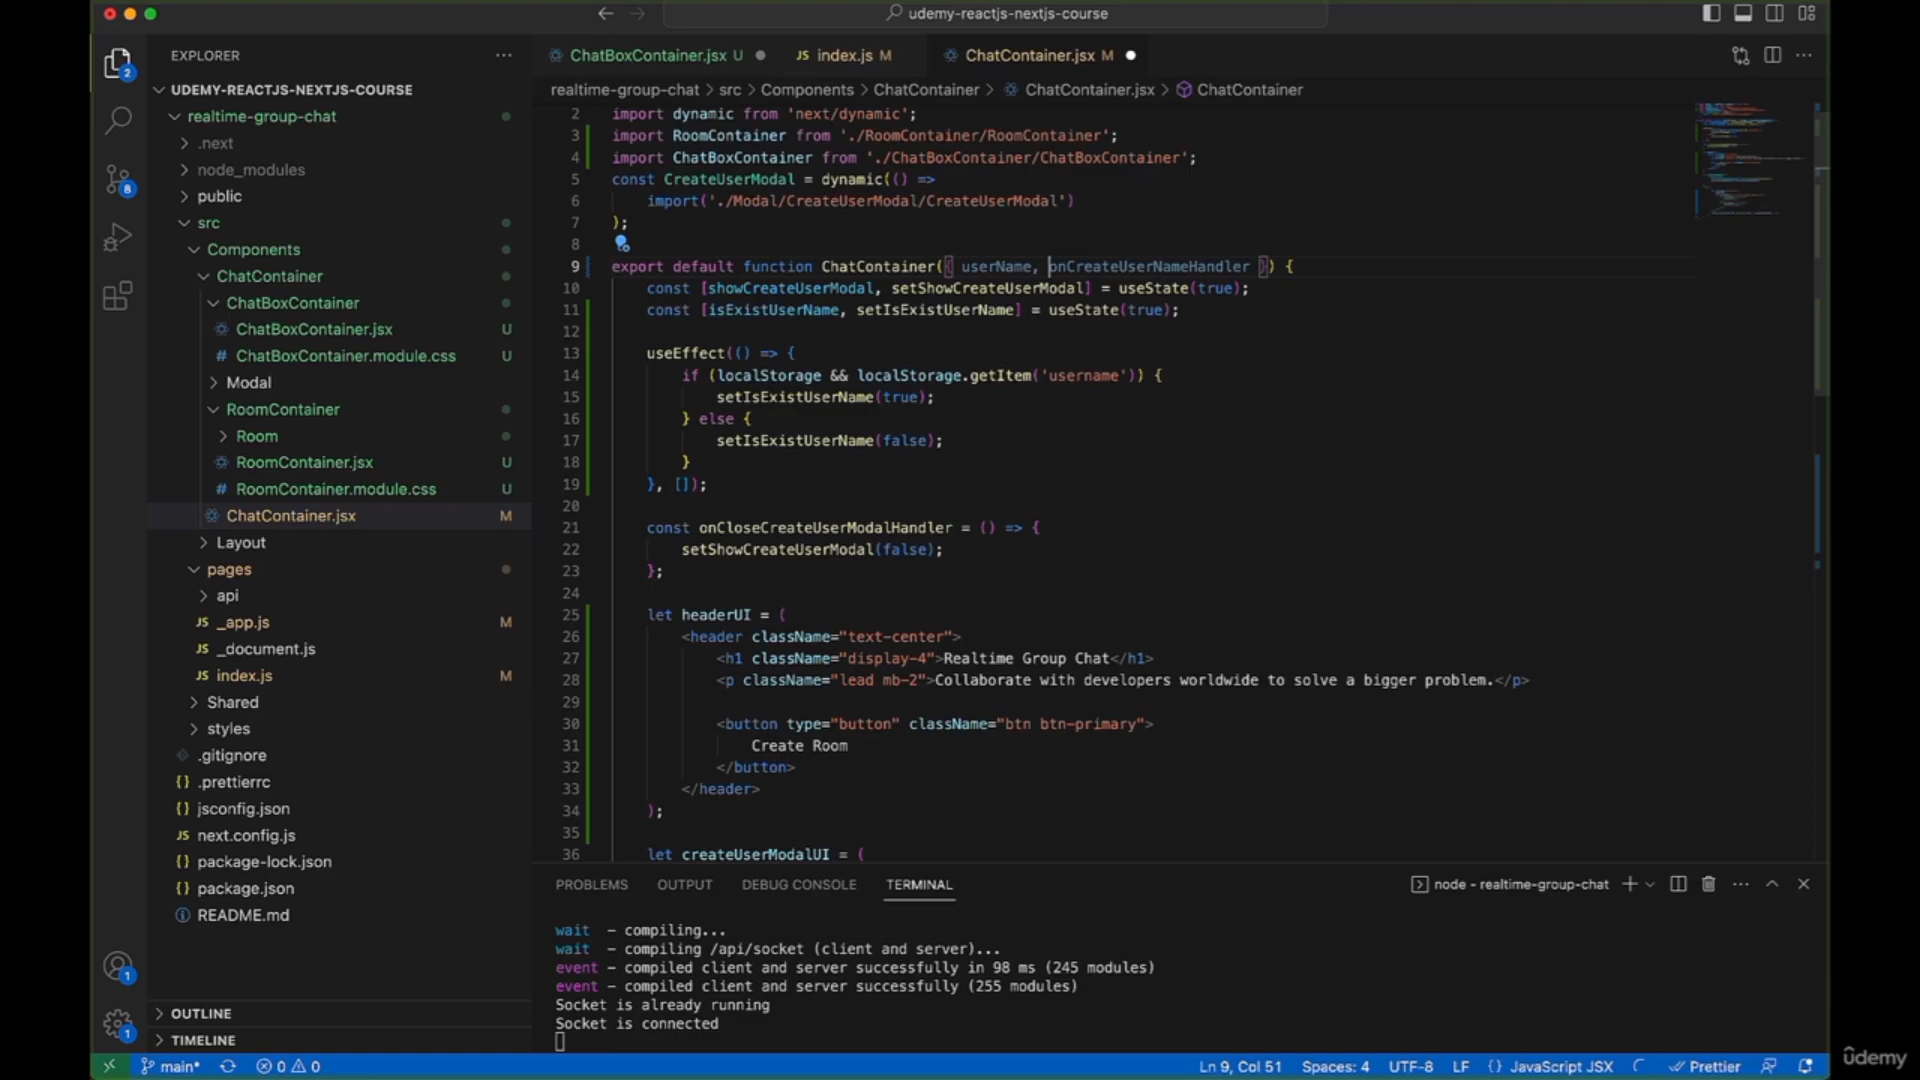 udemy-reactjs-nextjs-course
EXPLORER
ChatBoxContainer.jsx U
JS index.js M
ChatContainer.jsx M
2
UDEMY-REACTJS-NEXTJS-COURSE
realtime-group-chat > src > Components > ChatContainer > ChatContainer.jsx > ChatContainer
realtime-group-chat
.next
node_modules
public
src
Components
ChatContainer
ChatBoxContainer
ChatBoxContainer.jsx U
# ChatBoxContainer.module.css U
Modal
RoomContainer
Room
RoomContainer.jsx U
# RoomContainer.module.css U
ChatContainer.jsx M
Layout
pages
api
JS _app.js M
JS _document.js
JS index.js M
Shared
styles
.gitignore
{} .prettierrc
{} jsconfig.json
JS next.config.js
{} package-lock.json
{} package.json
README.md
OUTLINE
TIMELINE
8
1
1
2 import dynamic from 'next/dynamic';
3 import RoomContainer from './RoomContainer/RoomContainer';
4 import ChatBoxContainer from './ChatBoxContainer/ChatBoxContainer';
5 const CreateUserModal = dynamic(() =>
6 import('./Modal/CreateUserModal/CreateUserModal')
7 );
8
9 export default function ChatContainer({ userName, onCreateUserNameHandler }) {
10 const [showCreateUserModal, setShowCreateUserModal] = useState(true);
11 const [isExistUserName, setIsExistUserName] = useState(true);
12
13 useEffect(() => {
14 if (localStorage && localStorage.getItem('username')) {
15 setIsExistUserName(true);
16 } else {
17 setIsExistUserName(false);
18 }
19 }, []);
20
21 const onCloseCreateUserModalHandler = () => {
22 setShowCreateUserModal(false);
23 };
24
25 let headerUI = (
26 <header className="text-center">
27 <h1 className="display-4">Realtime Group Chat</h1>
28 <p className="lead mb-2">Collaborate with developers worldwide to solve a bigger problem.</p>
29
30 <button type="button" className="btn btn-primary">
31 Create Room
32 </button>
33 </header>
34 );
35
36 let createUserModalUI = (
PROBLEMS OUTPUT DEBUG CONSOLE TERMINAL
node - realtime-group-chat
wait - compiling...
wait - compiling /api/socket (client and server)...
event - compiled client and server successfully in 98 ms (245 modules)
event - compiled client and server successfully (255 modules)
Socket is already running
Socket is connected
main* 0 0
Ln 9, Col 51 Spaces: 4 UTF-8 LF {} JavaScript JSX Prettier
udemy